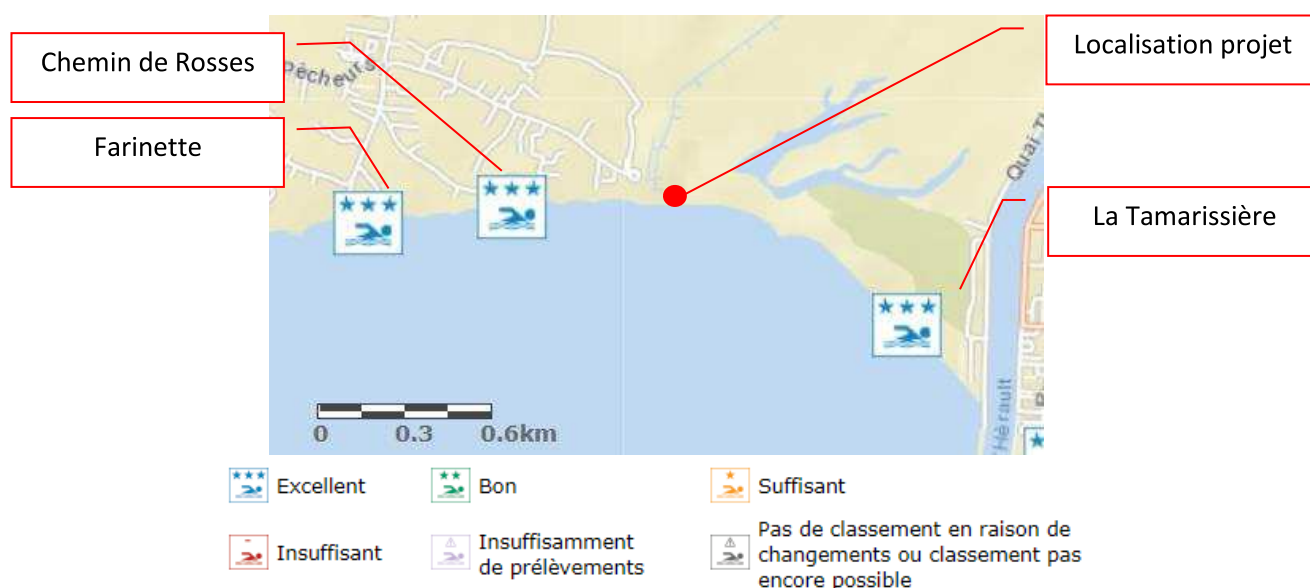 Chemin de Rosses
Farinette
Localisation projet
La Tamarissière
Pêcheurs
Quai
l'Hérault
0 0.3 0.6km
Excellent
Bon
Suffisant
Insuffisant
Insuffisamment
de prélèvements
Pas de classement en raison de
changements ou classement pas
encore possible